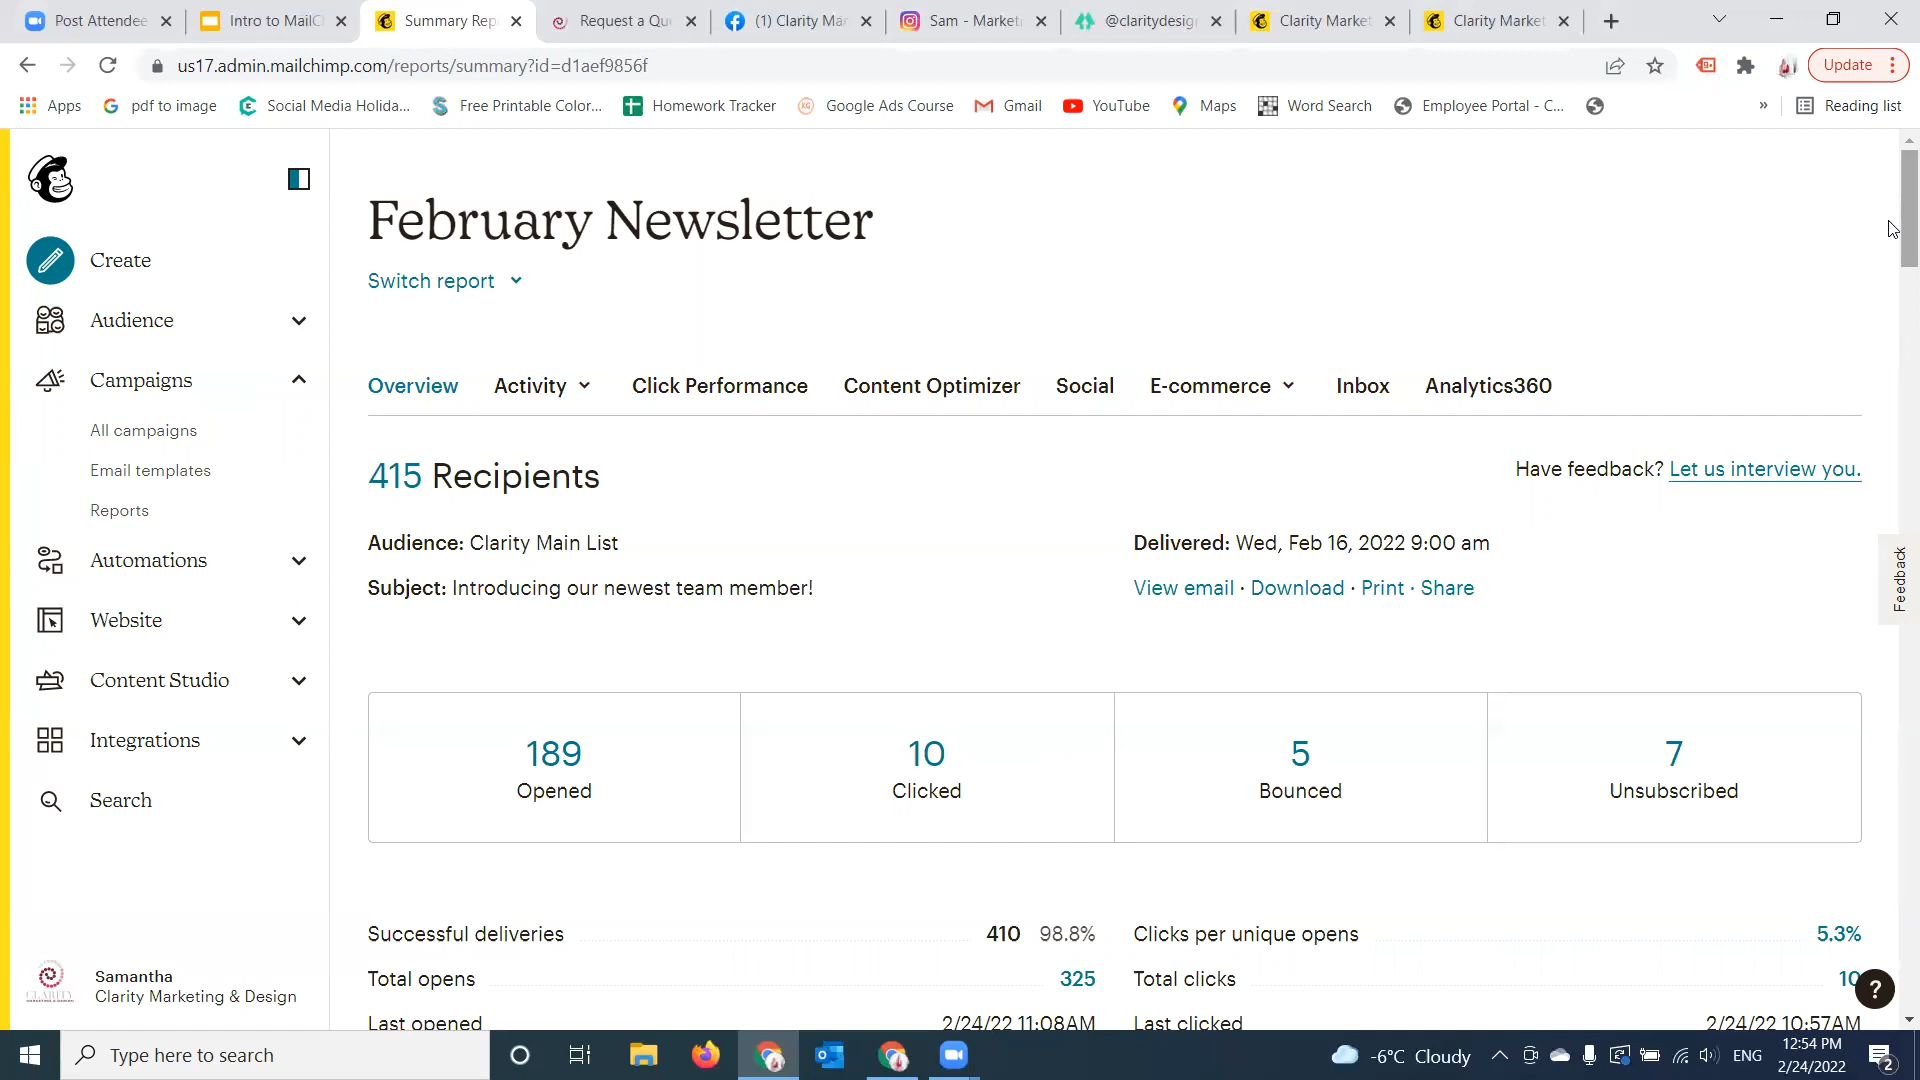 Post Attendee
Intro to MailCh
Summary Rep
Request a Qu
(1) Clarity Mar
Sam - Market
@claritydesig
Clarity Market
Clarity Market
us17.admin.mailchimp.com/reports/summary?id=d1aef9856f
Update
Apps
pdf to image
Social Media Holida...
Free Printable Color...
Homework Tracker
Google Ads Course
Gmail
YouTube
Maps
Word Search
Employee Portal - C...
»
Reading list
Create
Audience
Campaigns
All campaigns
Email templates
Reports
Automations
Website
Content Studio
Integrations
Search
Samantha
Clarity Marketing & Design
February Newsletter
Switch report
Overview Activity Click Performance Content Optimizer Social E-commerce Inbox Analytics360
415 Recipients
Have feedback? Let us interview you.
Audience: Clarity Main List
Delivered: Wed, Feb 16, 2022 9:00 am
Subject: Introducing our newest team member!
View email · Download · Print · Share
Feedback
189
Opened
10
Clicked
5
Bounced
7
Unsubscribed
Successful deliveries 410 98.8%
Clicks per unique opens 5.3%
Total opens 325
Total clicks 10
Last opened 2/24/22 11:08AM
Last clicked 2/24/22 10:57AM
?
Type here to search
-6°C Cloudy
ENG
12:54 PM
2/24/2022
2